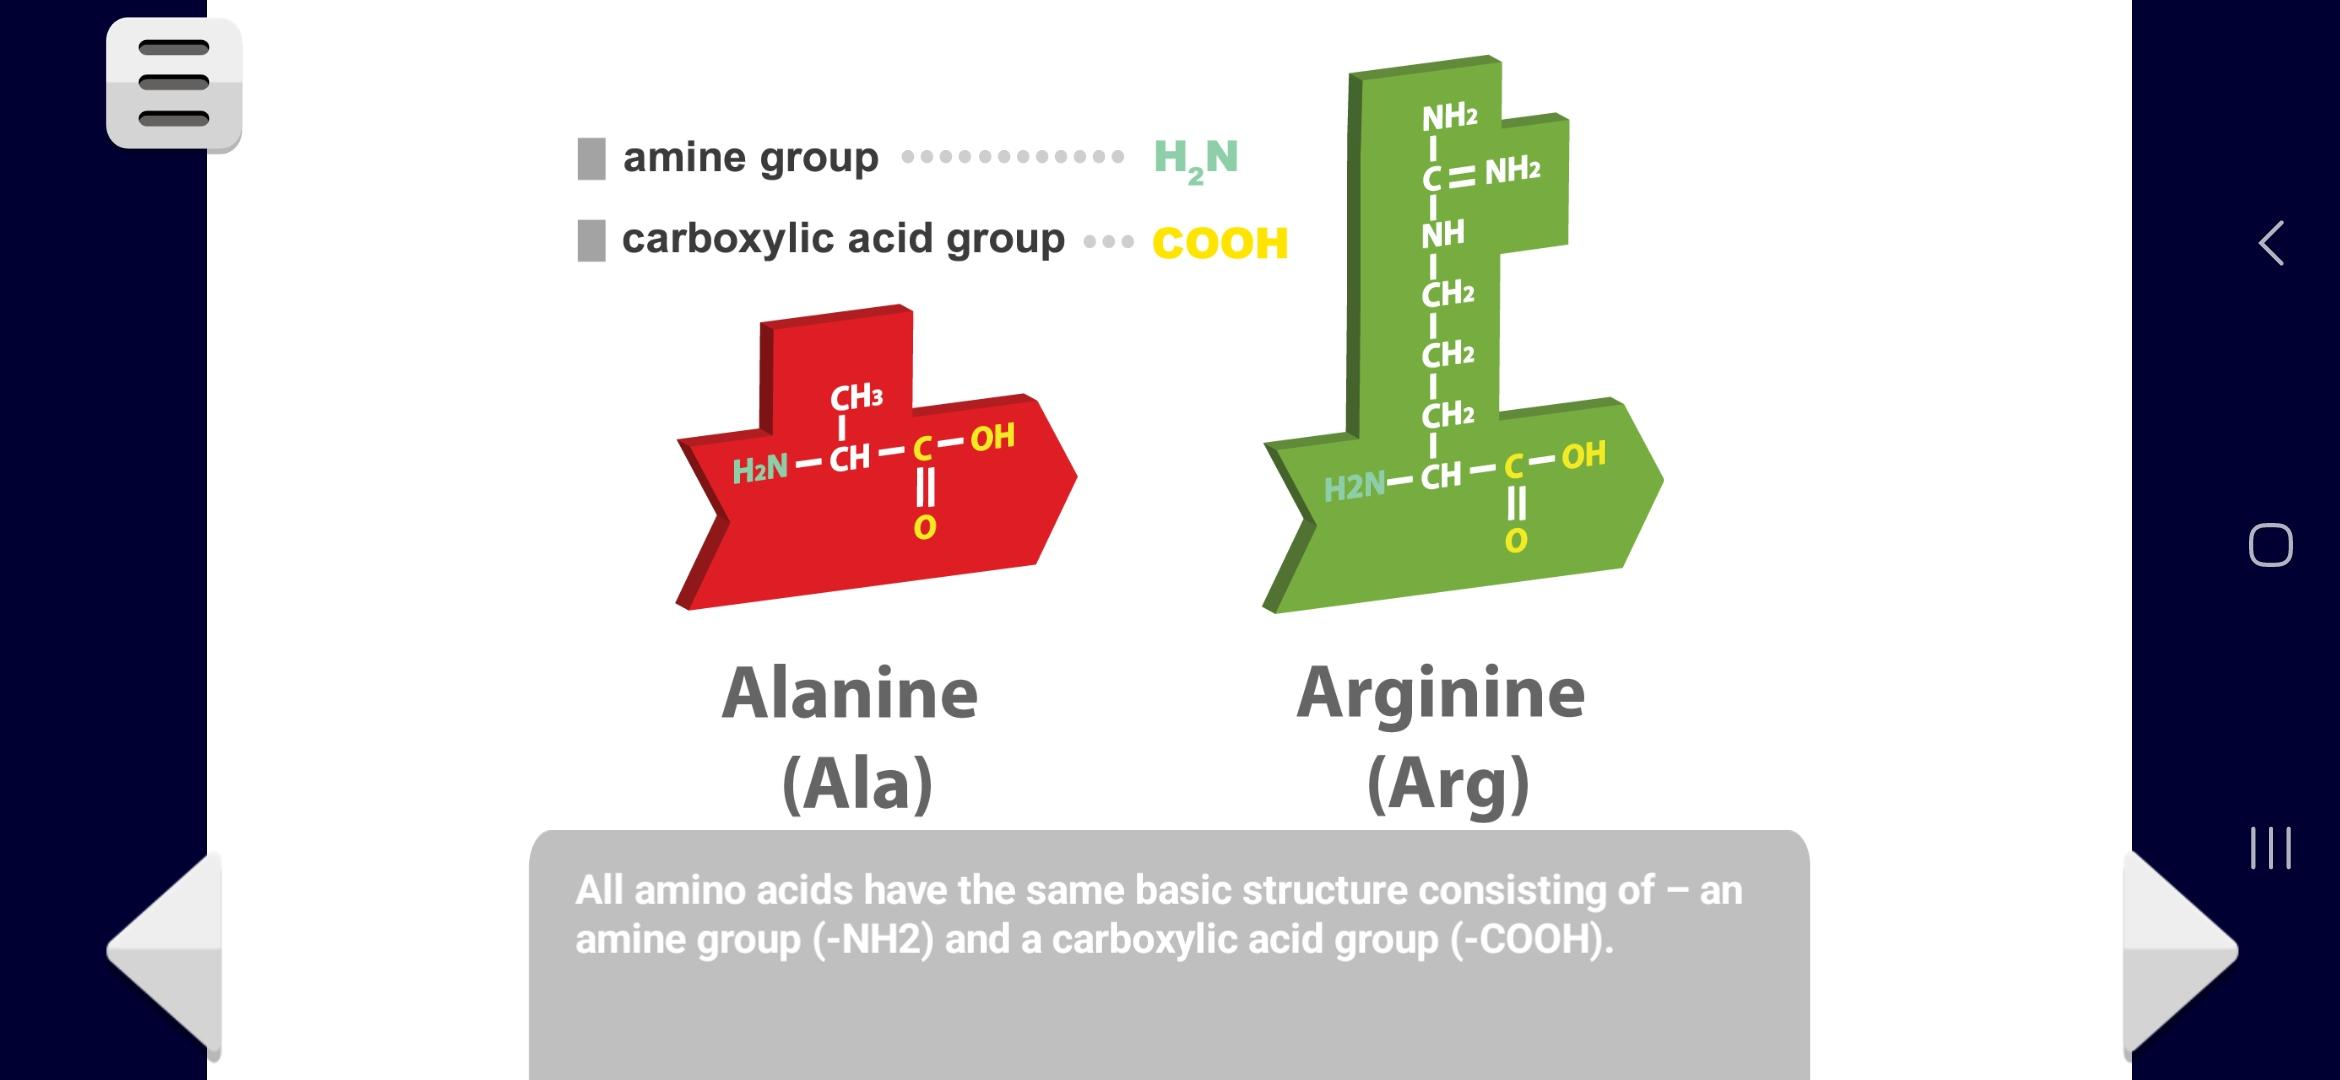 amine group ············ H₂N
carboxylic acid group ··· COOH
CH3
H2N — CH — C — OH
O
Alanine
(Ala)
NH2
C = NH2
NH
CH2
CH2
CH2
H2N — CH — C — OH
O
Arginine
(Arg)
All amino acids have the same basic structure consisting of – an
amine group (-NH2) and a carboxylic acid group (-COOH).